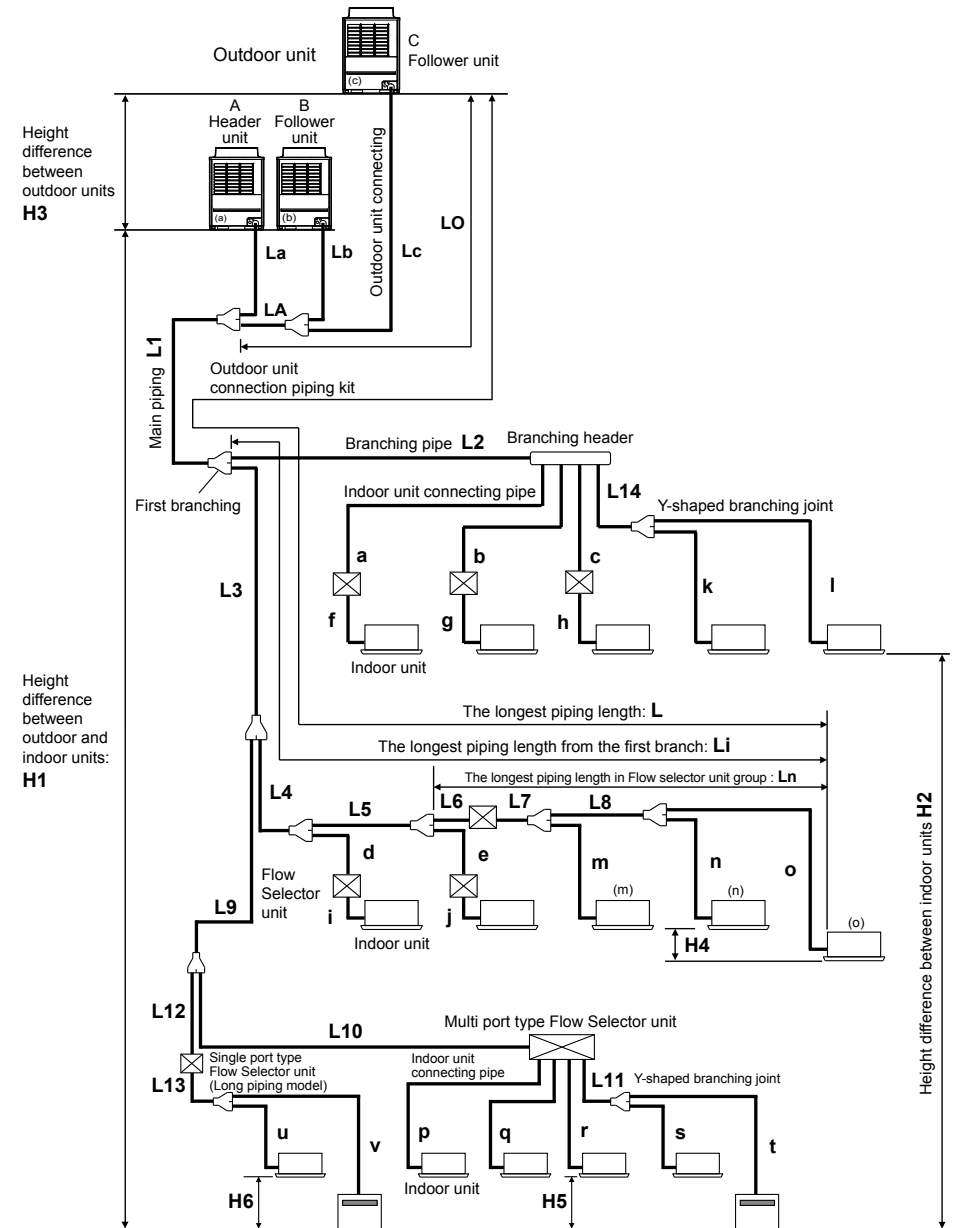 Outdoor unit
C
Follower unit
(c)
A
Header
unit
B
Follower
unit
(a)
(b)
Height
difference
between
outdoor units
H3
Outdoor unit connecting
La
Lb
Lc
LO
LA
Main piping L1
Outdoor unit
connection piping kit
Branching pipe L2
Branching header
First branching
Indoor unit connecting pipe
L14
Y-shaped branching joint
a
b
c
k
l
L3
f
g
h
Indoor unit
Height
difference
between
outdoor and
indoor units:
H1
The longest piping length: L
The longest piping length from the first branch: Li
The longest piping length in Flow selector unit group : Ln
L4
L5
L6
L7
L8
d
e
m
n
o
Flow
Selector
unit
L9
i
j
(m)
(n)
(o)
Indoor unit
H4
Height difference between indoor units H2
L12
L10
Multi port type Flow Selector unit
Single port type
Flow Selector unit
(Long piping model)
L13
Indoor unit
connecting pipe
L11
Y-shaped branching joint
u
v
p
q
r
s
t
Indoor unit
H6
H5